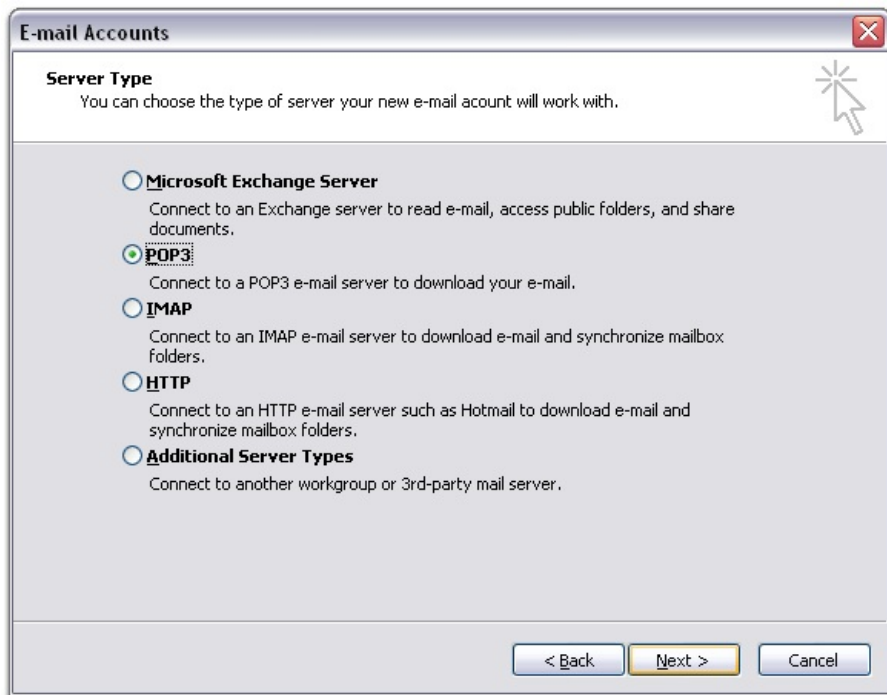 E-mail Accounts
Server Type
You can choose the type of server your new e-mail acount will work with.
Microsoft Exchange Server
Connect to an Exchange server to read e-mail, access public folders, and share
documents.
POP3
Connect to a POP3 e-mail server to download your e-mail.
IMAP
Connect to an IMAP e-mail server to download e-mail and synchronize mailbox
folders.
HTTP
Connect to an HTTP e-mail server such as Hotmail to download e-mail and
synchronize mailbox folders.
Additional Server Types
Connect to another workgroup or 3rd-party mail server.
< Back Next > Cancel